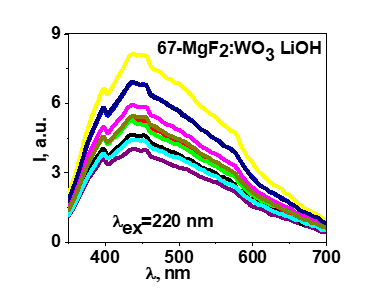 67-MgF2:WO₃ LiOH
9
6
3
0
I, a.u.
λex=220 nm
400 500 600 700
λ, nm